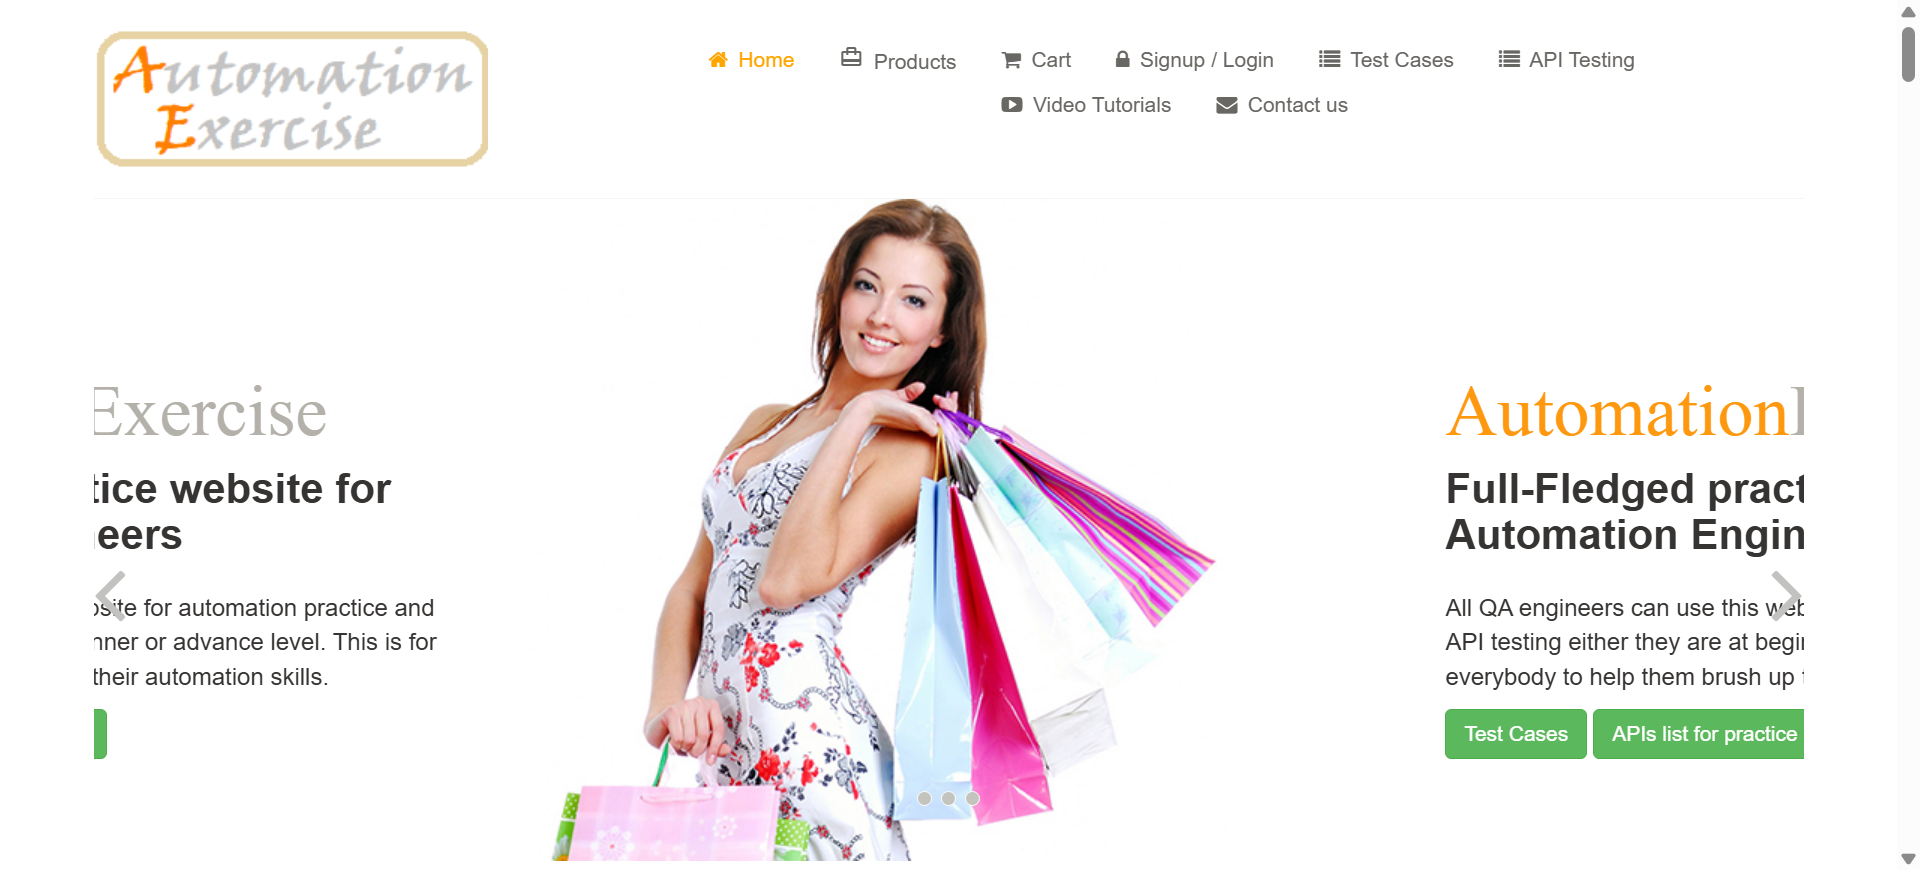 Automation
Exercise
Home
Products
Cart
Signup / Login
Test Cases
API Testing
Video Tutorials
Contact us
Exercise
tice website for
neers
site for automation practice and
nner or advance level. This is for
their automation skills.
Automation
Full-Fledged pract
Automation Engin
All QA engineers can use this web
API testing either they are at begin
everybody to help them brush up
Test Cases
APIs list for practice